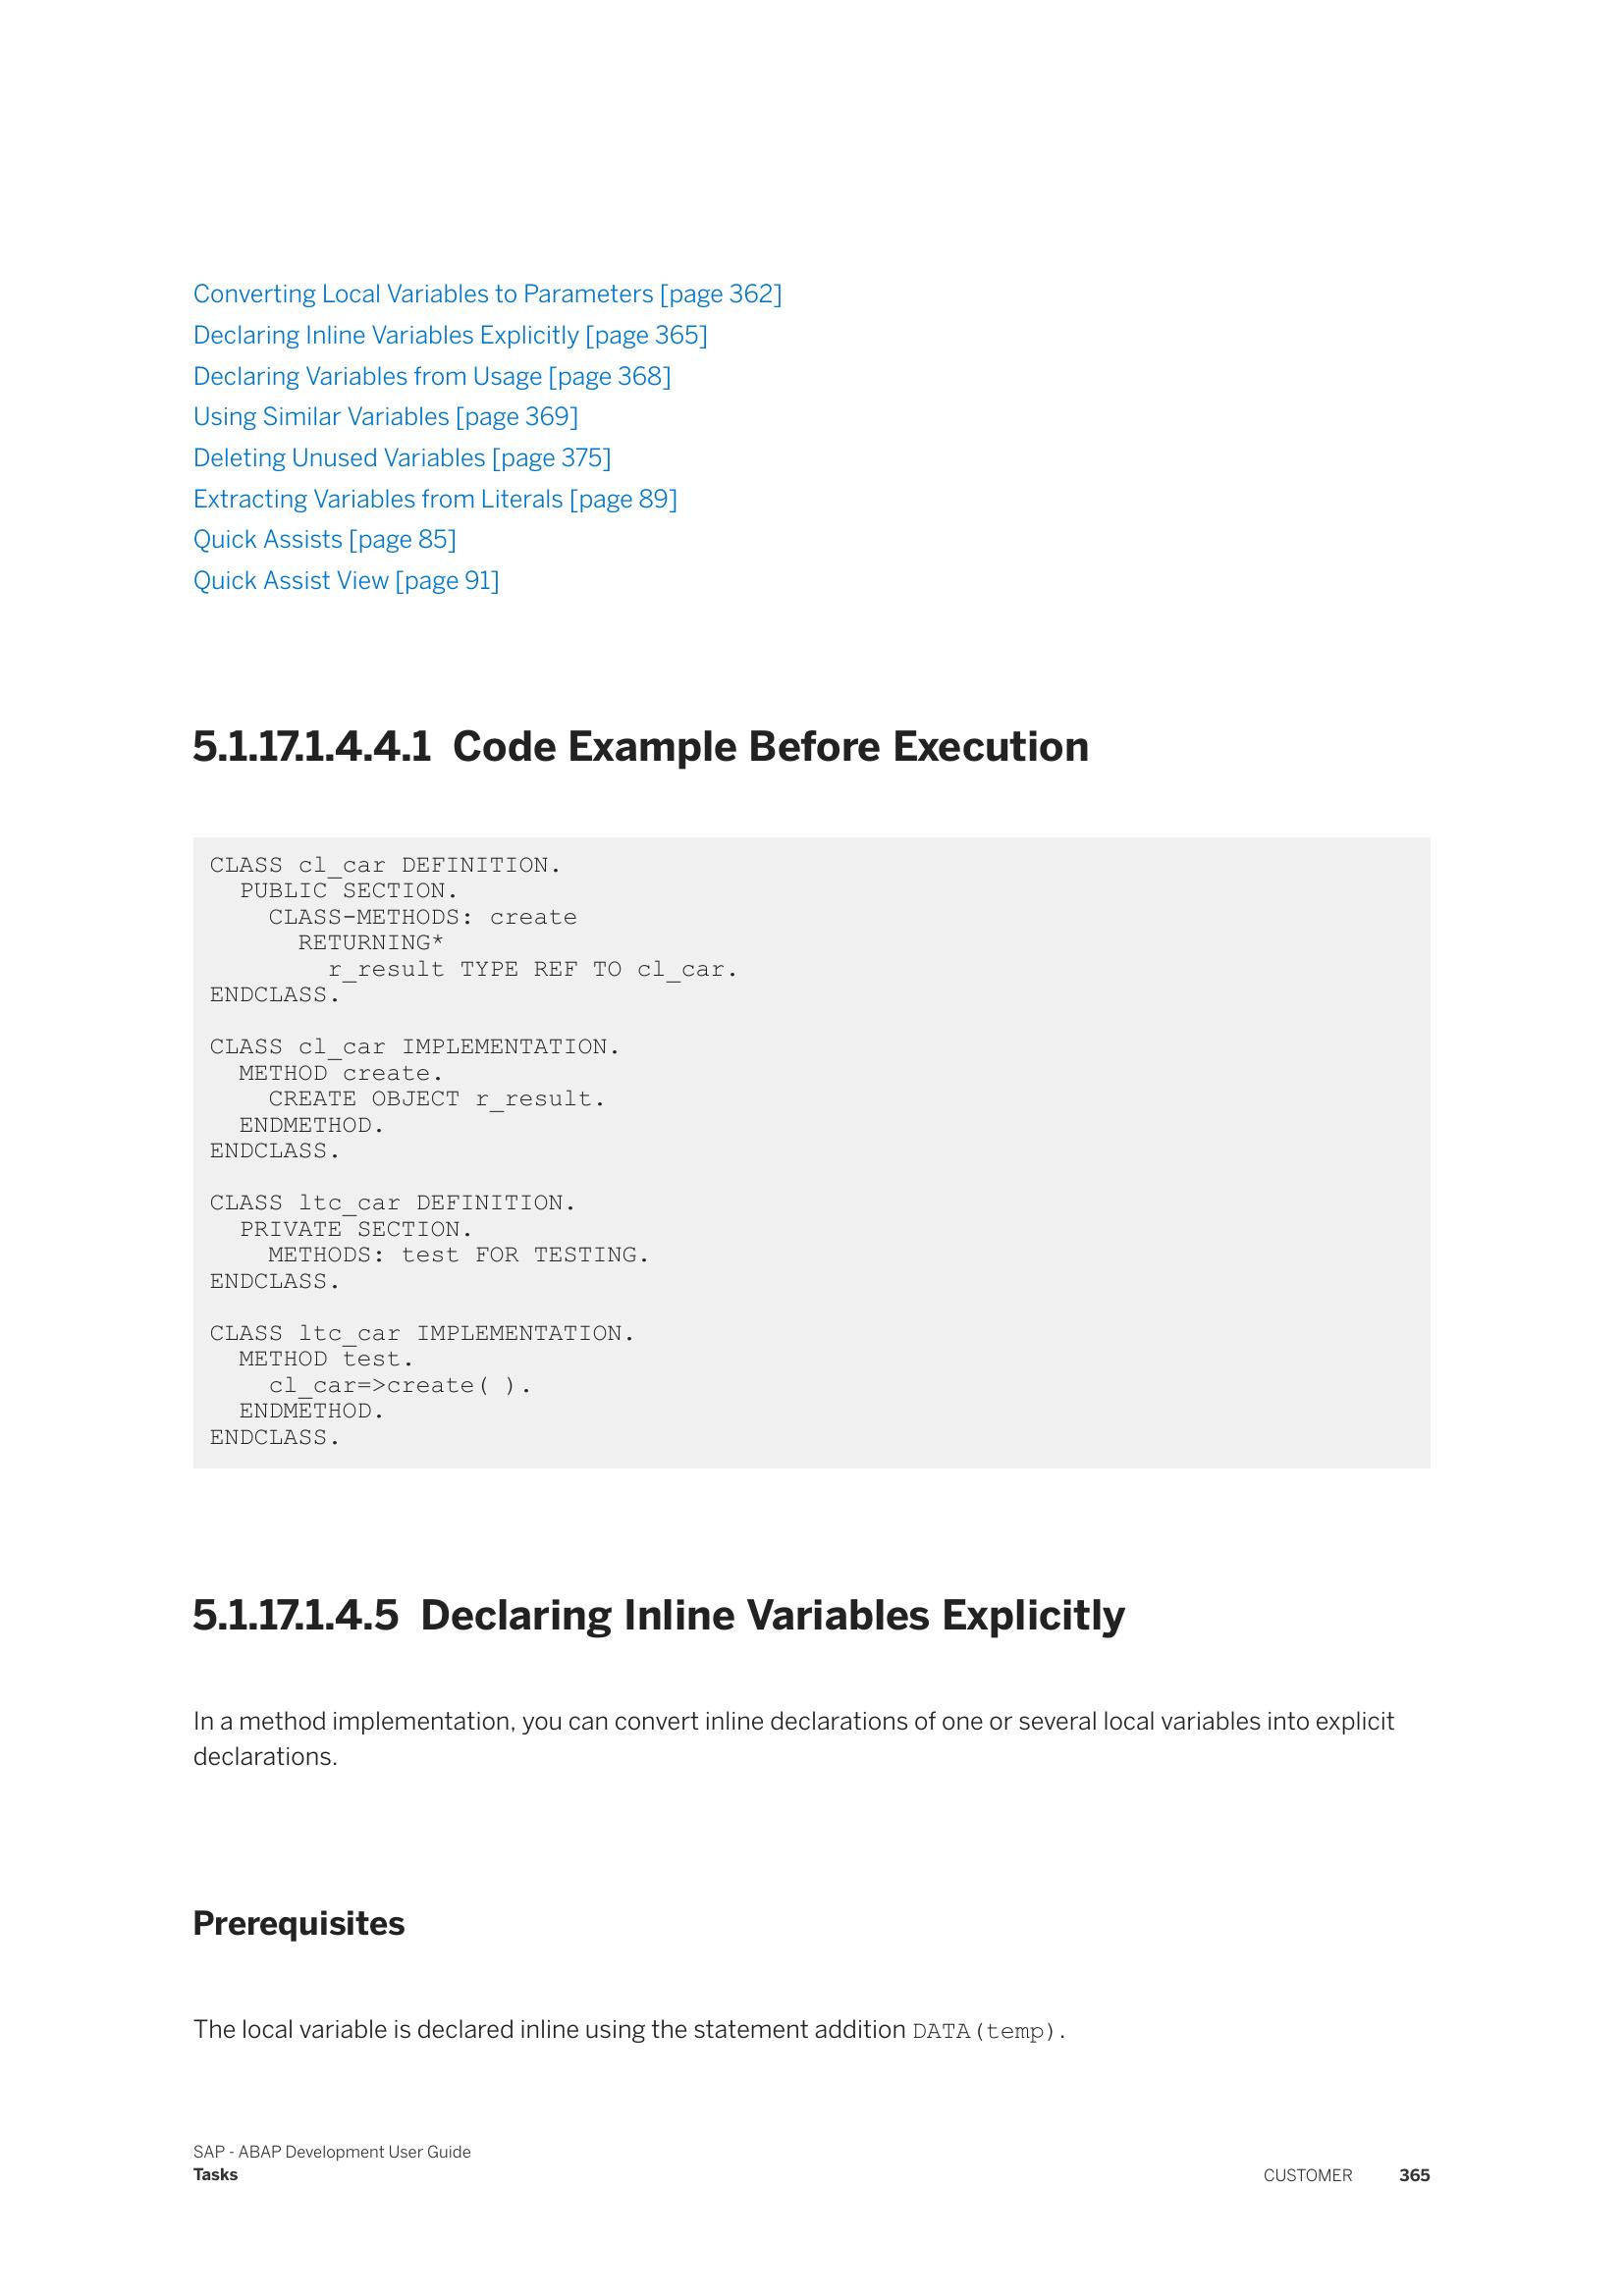 Converting Local Variables to Parameters [page 362]
Declaring Inline Variables Explicitly [page 365]
Declaring Variables from Usage [page 368]
Using Similar Variables [page 369]
Deleting Unused Variables [page 375]
Extracting Variables from Literals [page 89]
Quick Assists [page 85]
Quick Assist View [page 91]
5.1.17.1.4.4.1 Code Example Before Execution
CLASS cl_car DEFINITION.
  PUBLIC SECTION.
    CLASS-METHODS: create
      RETURNING*
        r_result TYPE REF TO cl_car.
ENDCLASS.
CLASS cl_car IMPLEMENTATION.
  METHOD create.
    CREATE OBJECT r_result.
  ENDMETHOD.
ENDCLASS.
CLASS ltc_car DEFINITION.
  PRIVATE SECTION.
    METHODS: test FOR TESTING.
ENDCLASS.
CLASS ltc_car IMPLEMENTATION.
  METHOD test.
    cl_car=>create( ).
  ENDMETHOD.
ENDCLASS.
5.1.17.1.4.5 Declaring Inline Variables Explicitly
In a method implementation, you can convert inline declarations of one or several local variables into explicit
declarations.
Prerequisites
The local variable is declared inline using the statement addition DATA(temp).
SAP - ABAP Development User Guide
Tasks
CUSTOMER 365